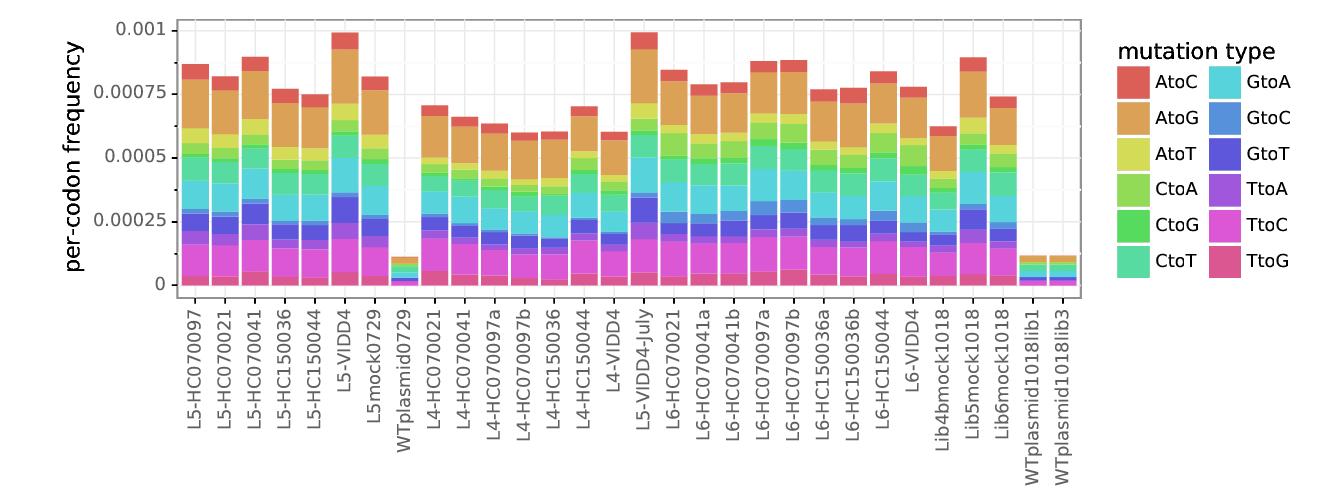 per-codon frequency
0.001
0.00075
0.0005
0.00025
0
L5-HC070097
L5-HC070021
L5-HC070041
L5-HC150036
L5-HC150044
L5-VIDD4
L5mock0729
WTplasmid0729
L4-HC070021
L4-HC070041
L4-HC070097a
L4-HC070097b
L4-HC150036
L4-HC150044
L4-VIDD4
L5-VIDD4-July
L6-HC070021
L6-HC070041a
L6-HC070041b
L6-HC070097a
L6-HC070097b
L6-HC150036a
L6-HC150036b
L6-HC150044
L6-VIDD4
Lib4bmock1018
Lib5mock1018
Lib6mock1018
WTplasmid1018lib1
WTplasmid1018lib3
mutation type
AtoC
AtoG
AtoT
CtoA
CtoG
CtoT
GtoA
GtoC
GtoT
TtoA
TtoC
TtoG